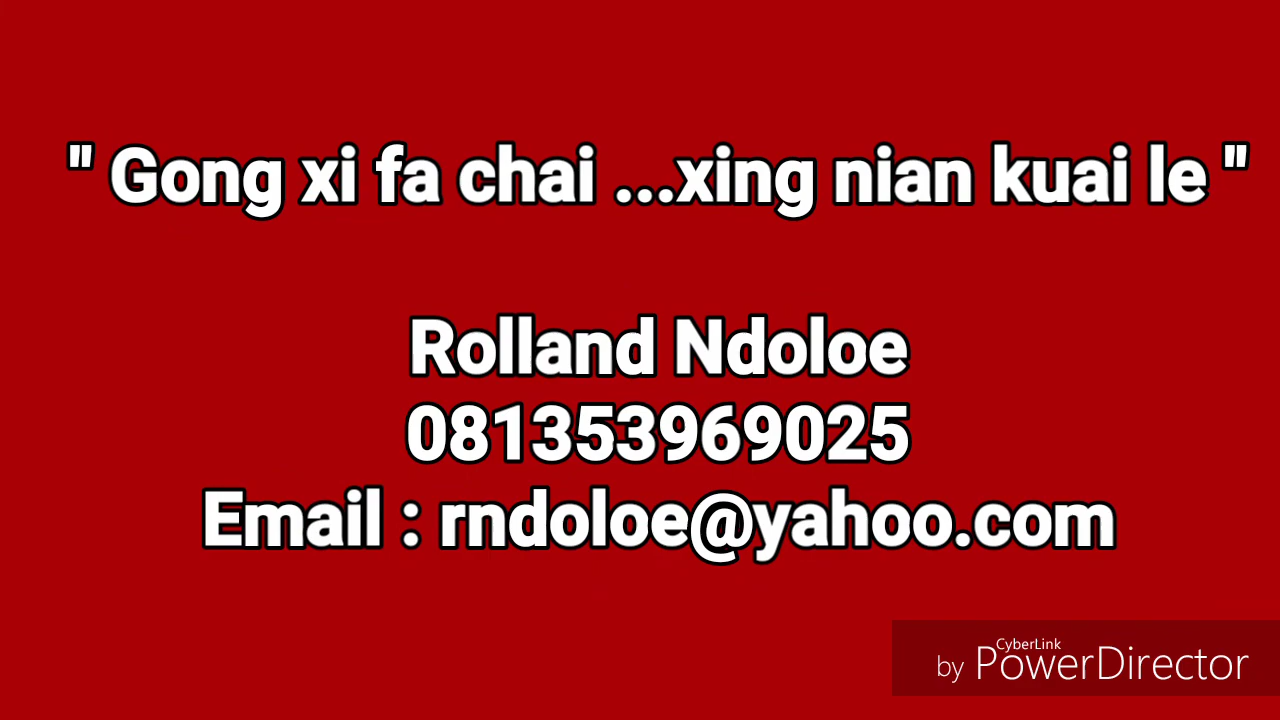 " Gong xi fa chai ...xing nian kuai le "
Rolland Ndoloe
081353969025
Email : rndoloe@yahoo.com
CyberLink
by PowerDirector